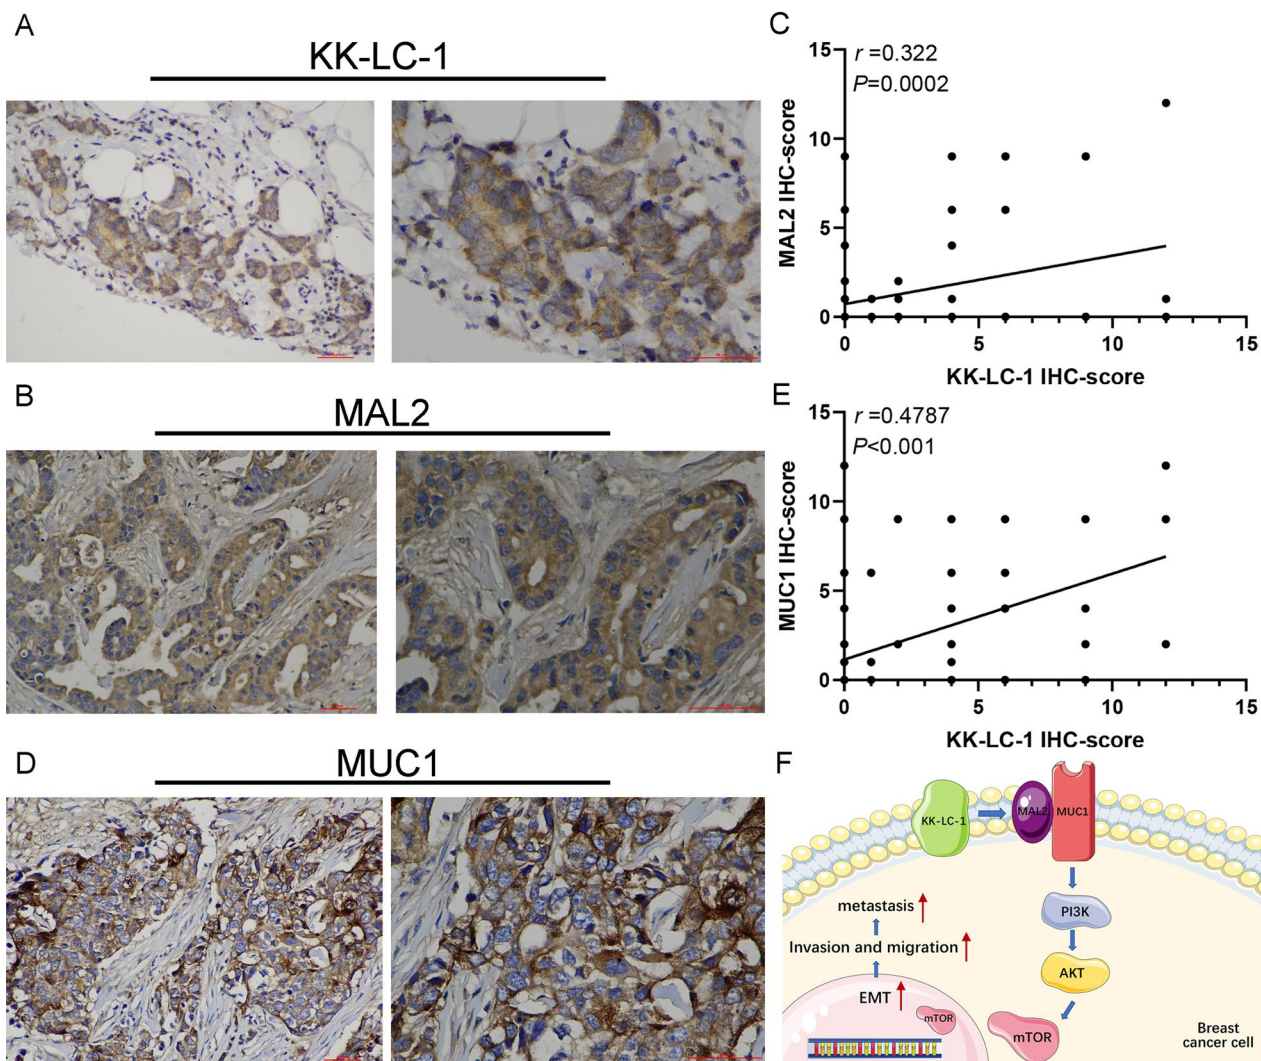 A
KK-LC-1
B
MAL2
D
MUC1
C
r =0.322
P=0.0002
MAL2 IHC-score
15
10
5
0
0 5 10 15
KK-LC-1 IHC-score
E
r =0.4787
P<0.001
MUC1 IHC-score
15
10
5
0
0 5 10 15
KK-LC-1 IHC-score
F
KK-LC-1
MAL2
MUC1
PI3K
AKT
mTOR
metastasis
Invasion and migration
EMT
mTOR
Breast
cancer cell